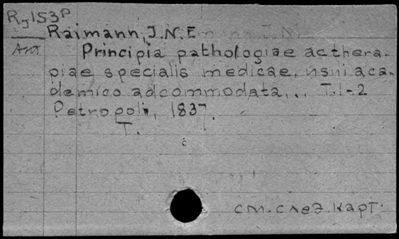 R-153P
Raimann, J.N.E
Principia pathologiae ac thera-
piae specialis medicae, usui aca-
demico adcommodata,.. T.1-2
Petropoli, 1837.
T.
см. след. карт.